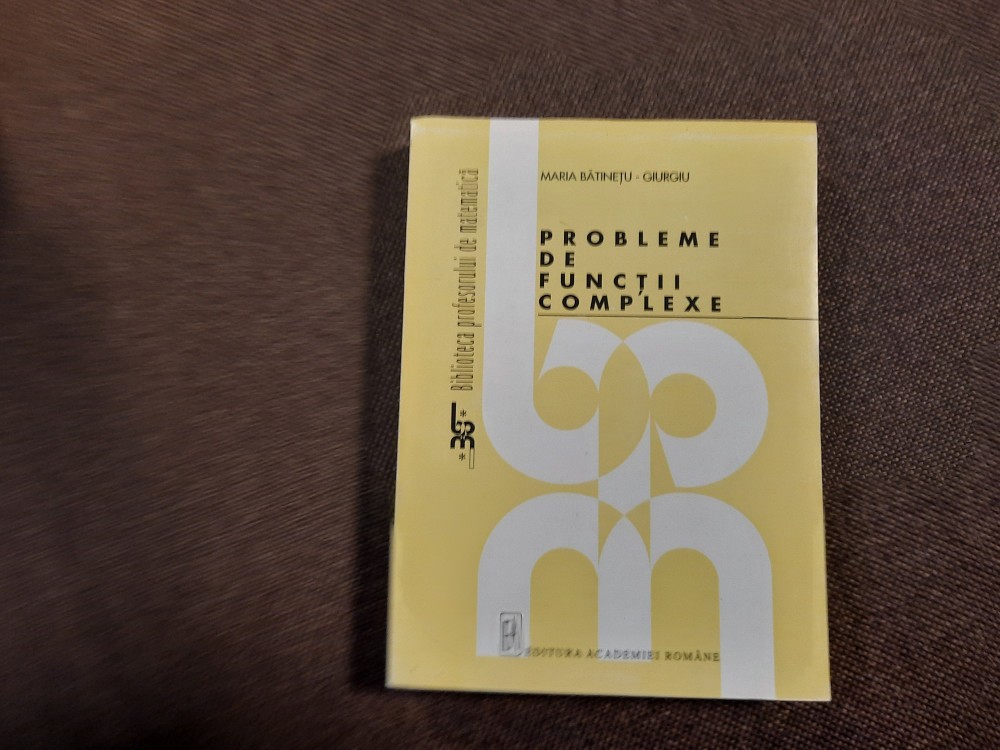 MARIA BĂTINEȚU - GIURGIU
PROBLEME
DE
FUNCȚII
COMPLEXE
Biblioteca profesorului de matematică
EDITURA ACADEMIEI ROMÂNE